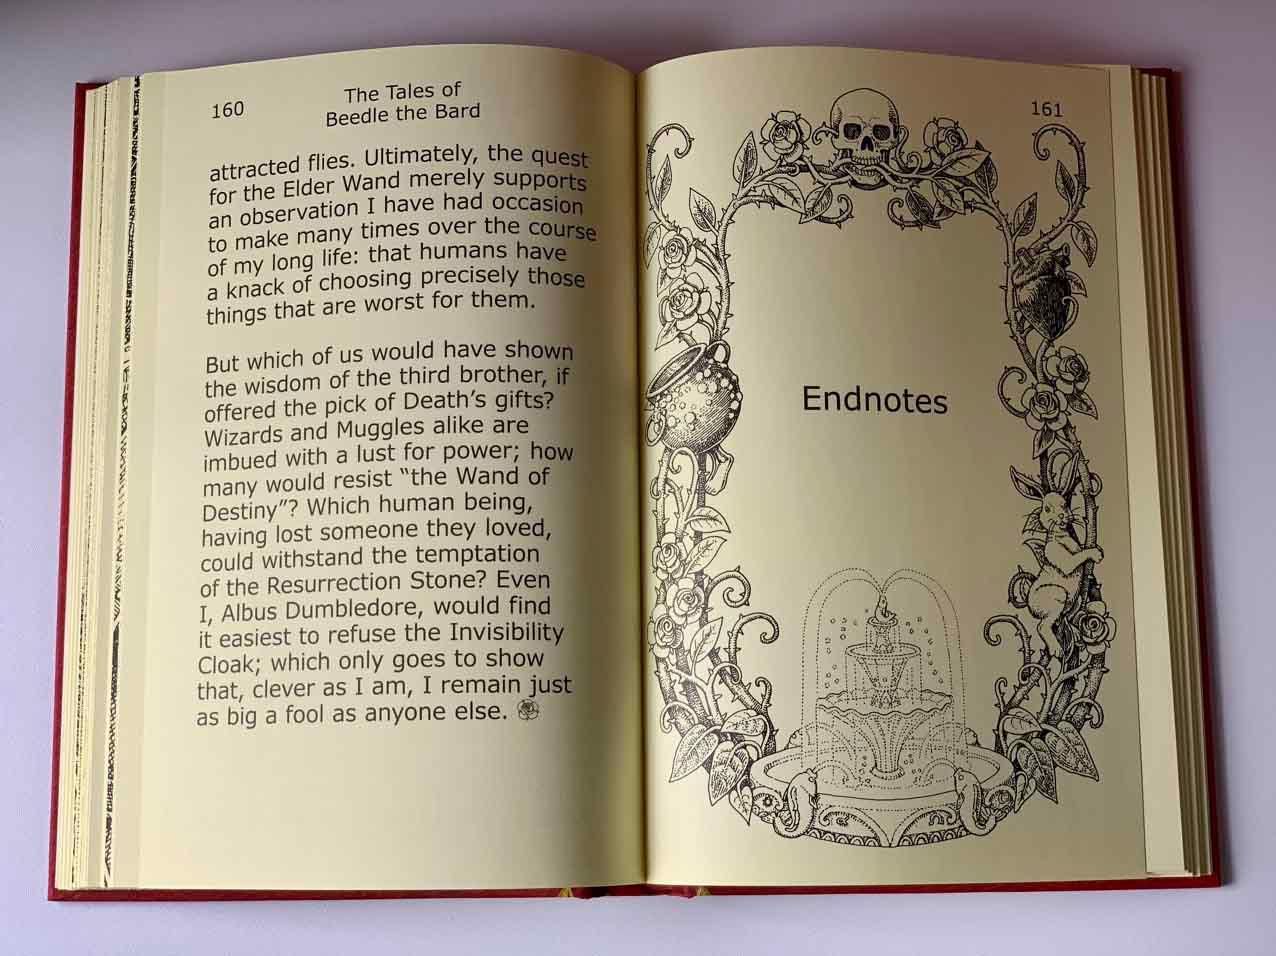 160
The Tales of
Beedle the Bard
attracted flies. Ultimately, the quest
for the Elder Wand merely supports
an observation I have had occasion
to make many times over the course
of my long life: that humans have
a knack of choosing precisely those
things that are worst for them.
But which of us would have shown
the wisdom of the third brother, if
offered the pick of Death's gifts?
Wizards and Muggles alike are
imbued with a lust for power; how
many would resist “the Wand of
Destiny”? Which human being,
having lost someone they loved,
could withstand the temptation
of the Resurrection Stone? Even
I, Albus Dumbledore, would find
it easiest to refuse the Invisibility
Cloak; which only goes to show
that, clever as I am, I remain just
as big a fool as anyone else.
161
Endnotes